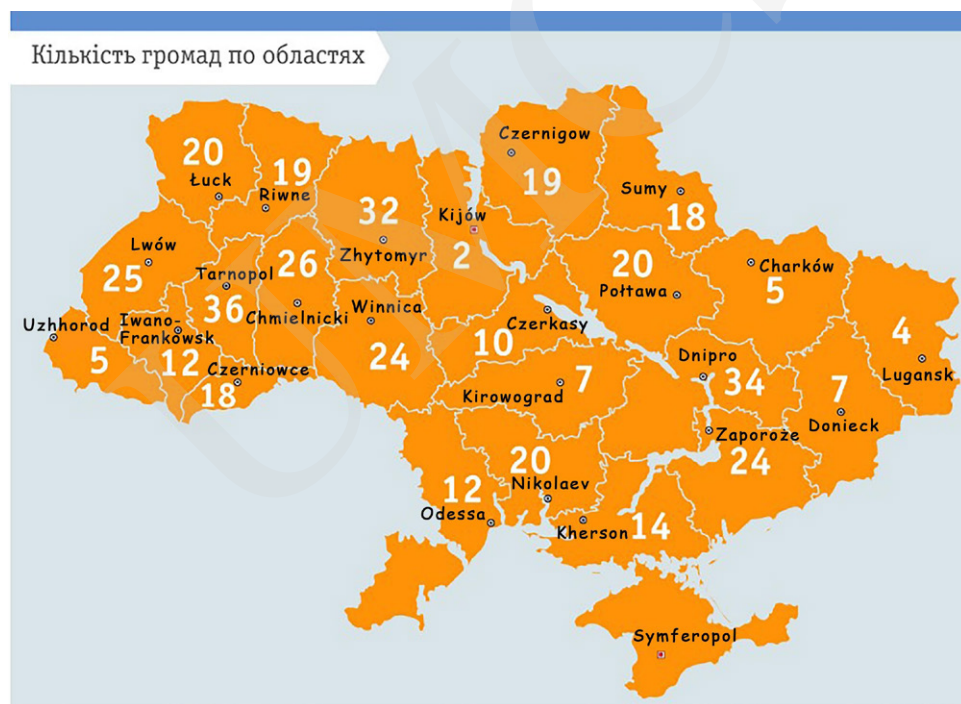 Кількість громад по областях
Czernigow
20
19
19
Łuck
Riwne
32
Sumy
18
Kijów
Lwów
Zhytomyr
2
26
20
25
Tarnopol
Charków
5
36
Połtawa
Chmielnicki
Winnica
Uzhhorod
Iwano-
Frankówsk
10
Czerkasy
4
5
12
24
Dnipro
34
Lugansk
Czerniowce
18
7
7
Kirowograd
Donieck
Zaporoże
24
20
12
Nikolaev
Odessa
Kherson
14
Symferopol
UMC